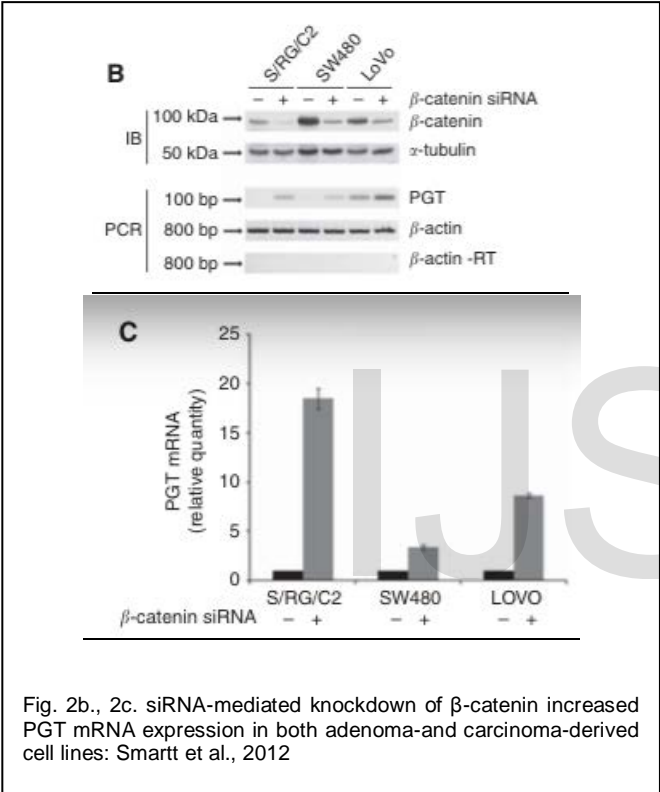 B
S/RG/C2 SW480 LoVo
− + − + − + β-catenin siRNA
IB
100 kDa β-catenin
50 kDa α-tubulin
PCR
100 bp PGT
800 bp β-actin
800 bp β-actin -RT
C
PGT mRNA
(relative quantity)
25
20
15
10
5
0
S/RG/C2 SW480 LOVO
β-catenin siRNA − + − + − +
IJS
Fig. 2b., 2c. siRNA-mediated knockdown of β-catenin increased
PGT mRNA expression in both adenoma-and carcinoma-derived
cell lines: Smartt et al., 2012